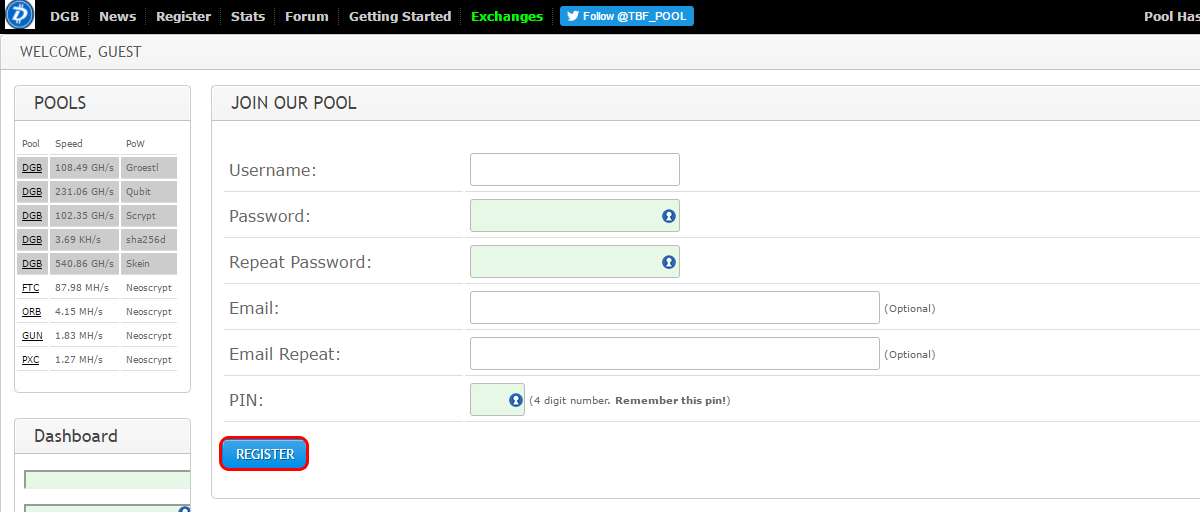 DGB News Register Stats Forum Getting Started Exchanges Follow @TBF_POOL Pool Has
WELCOME, GUEST
POOLS
Pool Speed PoW
DGB 108.49 GH/s Groestl
DGB 231.06 GH/s Qubit
DGB 102.35 GH/s Scrypt
DGB 3.69 KH/s sha256d
DGB 540.86 GH/s Skein
FTC 87.98 MH/s Neoscrypt
ORB 4.15 MH/s Neoscrypt
GUN 1.83 MH/s Neoscrypt
PXC 1.27 MH/s Neoscrypt
Dashboard
JOIN OUR POOL
Username:
Password:
Repeat Password:
Email: (Optional)
Email Repeat: (Optional)
PIN: (4 digit number. Remember this pin!)
REGISTER